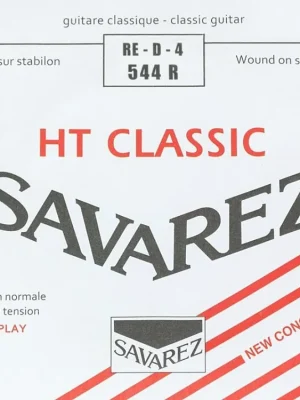 guitare classique - classic guitar
RE - D - 4
544 R
sur stabilon
Wound on s
HT CLASSIC
SAVAREZ
n normale
tension
PLAY
SAVAREZ
NEW CONC